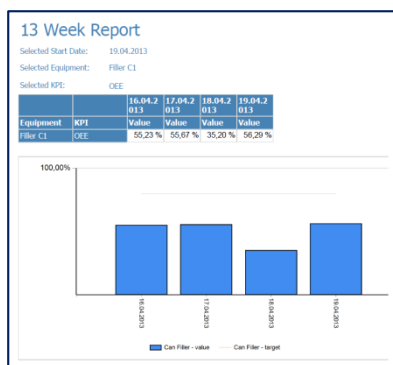 13 Week Report
Selected Start Date: 19.04.2013
Selected Equipment: Filler C1
Selected KPI: OEE
16.04.2 17.04.2 18.04.2 19.04.2
013 013 013 013
Equipment KPI Value Value Value Value
Filler C1 OEE 55,23 % 55,67 % 35,20 % 56,29 %
100,00%
16.04.2013 17.04.2013 18.04.2013 19.04.2013
Can Filler - value Can Filler - target